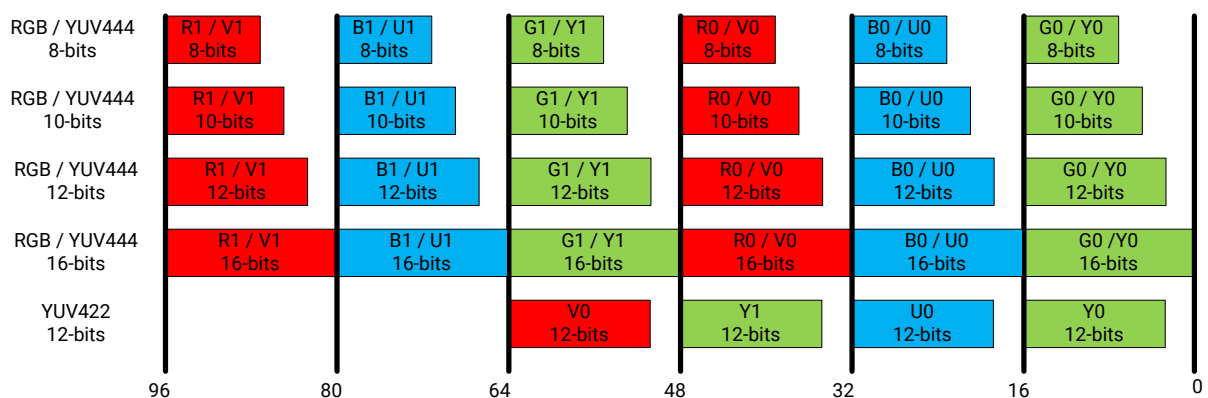 RGB / YUV444
8-bits
R1 / V1
8-bits
B1 / U1
8-bits
G1 / Y1
8-bits
R0 / V0
8-bits
B0 / U0
8-bits
G0 / Y0
8-bits
RGB / YUV444
10-bits
R1 / V1
10-bits
B1 / U1
10-bits
G1 / Y1
10-bits
R0 / V0
10-bits
B0 / U0
10-bits
G0 / Y0
10-bits
RGB / YUV444
12-bits
R1 / V1
12-bits
B1 / U1
12-bits
G1 / Y1
12-bits
R0 / V0
12-bits
B0 / U0
12-bits
G0 /Y0
12-bits
RGB / YUV444
16-bits
R1 / V1
16-bits
B1 / U1
16-bits
G1 / Y1
16-bits
R0 / V0
16-bits
B0 / U0
16-bits
G0 /Y0
16-bits
YUV422
12-bits
V0
12-bits
Y1
12-bits
U0
12-bits
Y0
12-bits
96
80
64
48
32
16
0